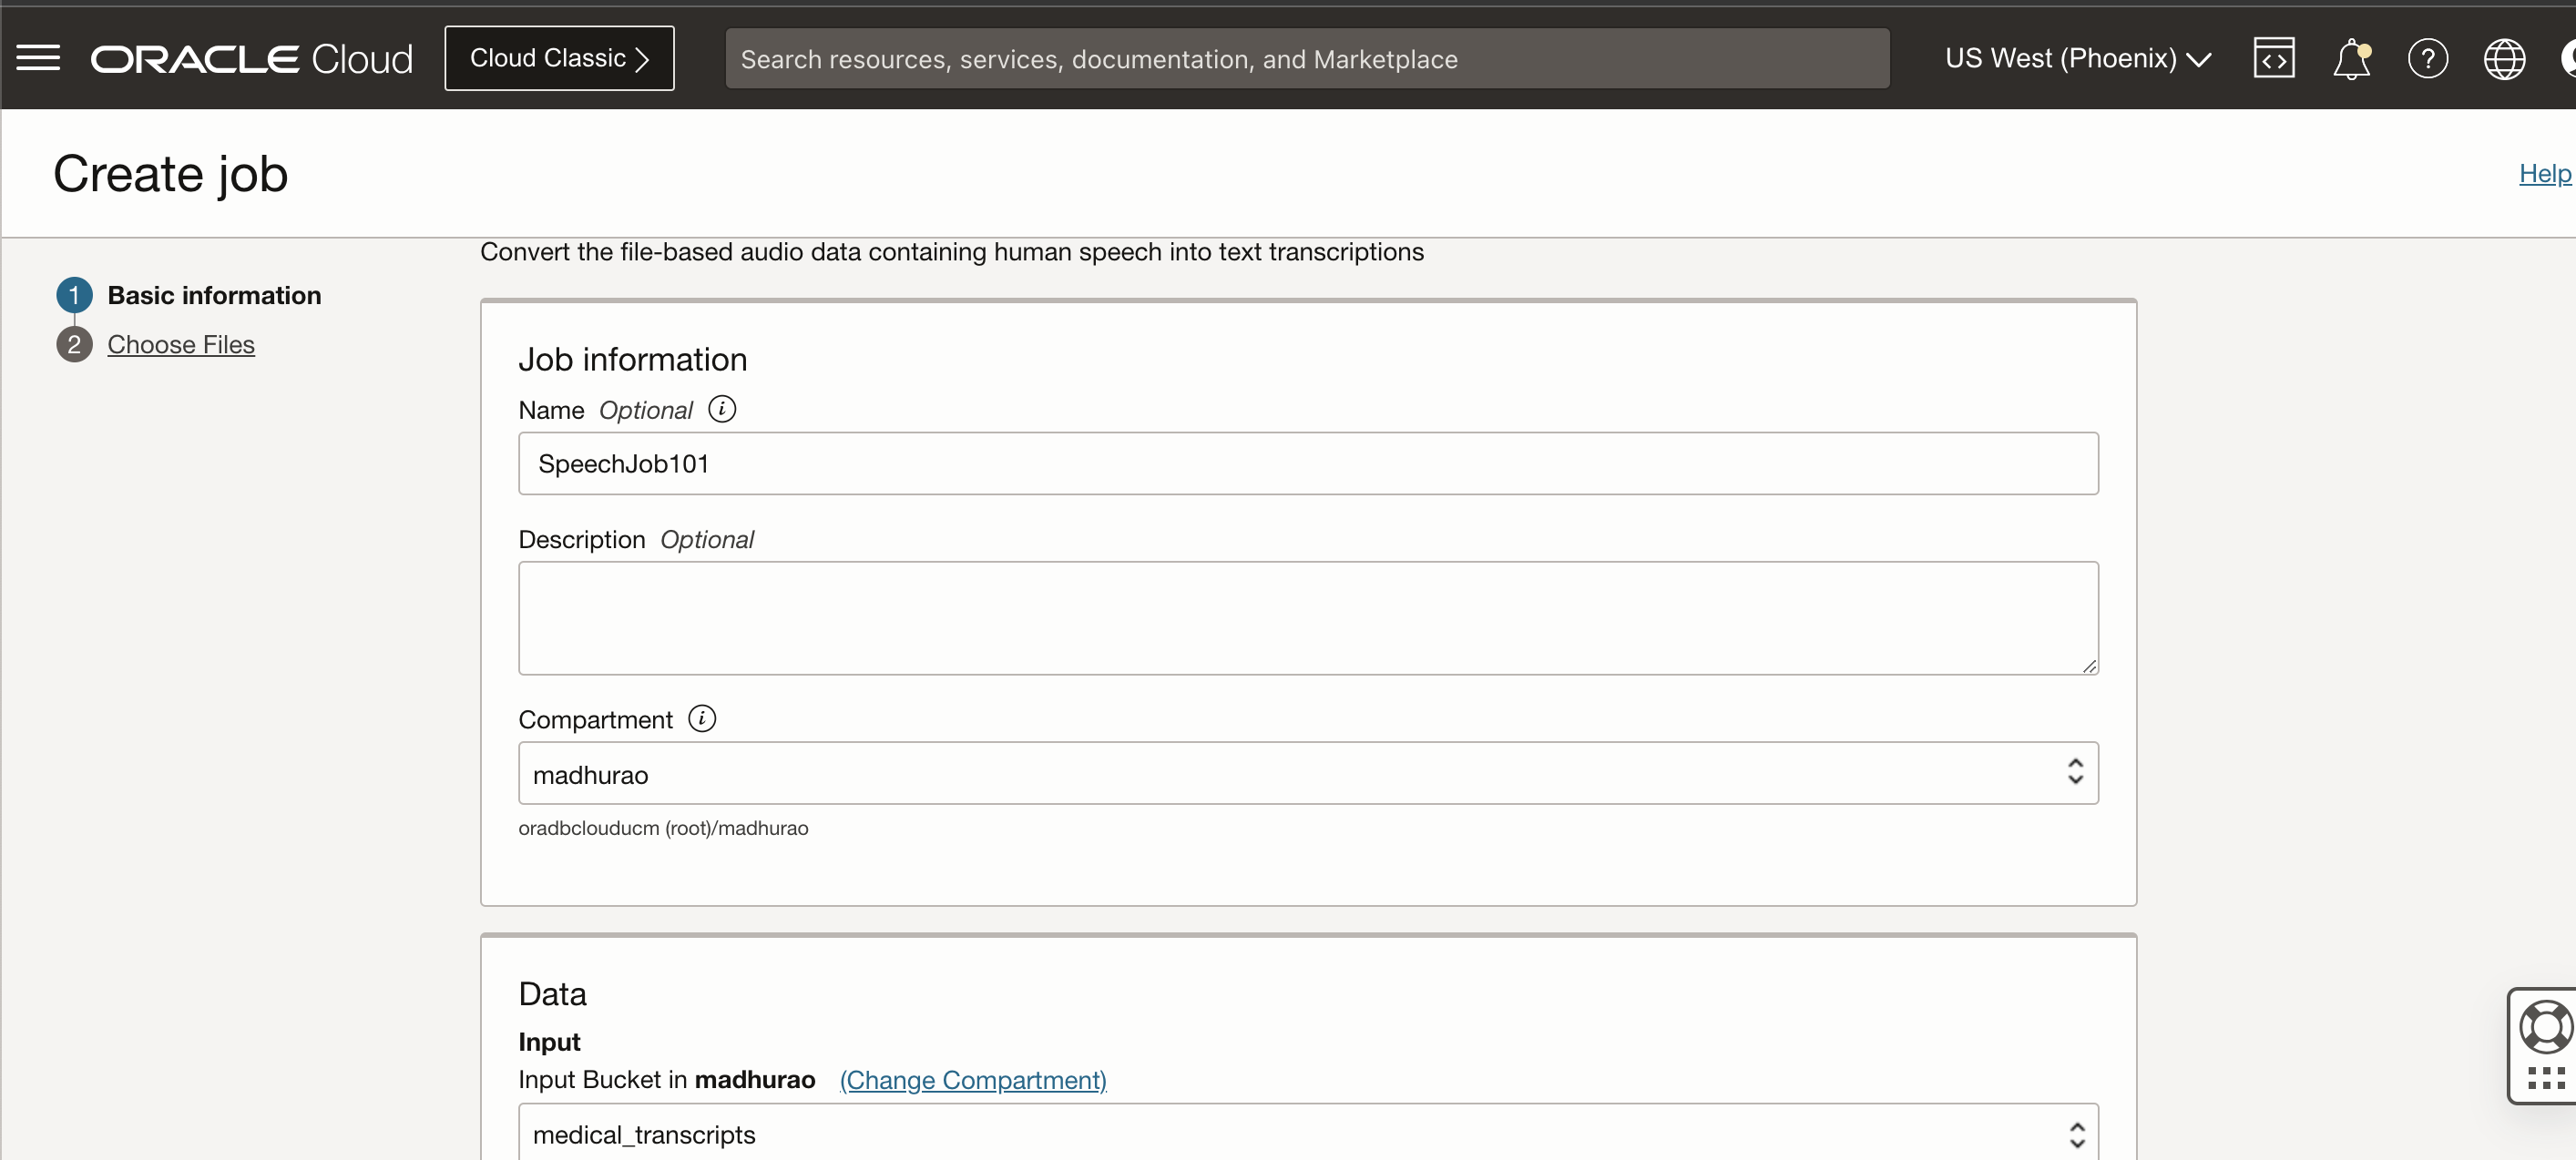 ORACLE Cloud
Cloud Classic
Search resources, services, documentation, and Marketplace
US West (Phoenix)
Create job
Help
1 Basic information
2 Choose Files
Convert the file-based audio data containing human speech into text transcriptions
Job information
Name Optional
SpeechJob101
Description Optional
Compartment
madhurao
oradbclouducm (root)/madhurao
Data
Input
Input Bucket in madhurao (Change Compartment)
medical_transcripts